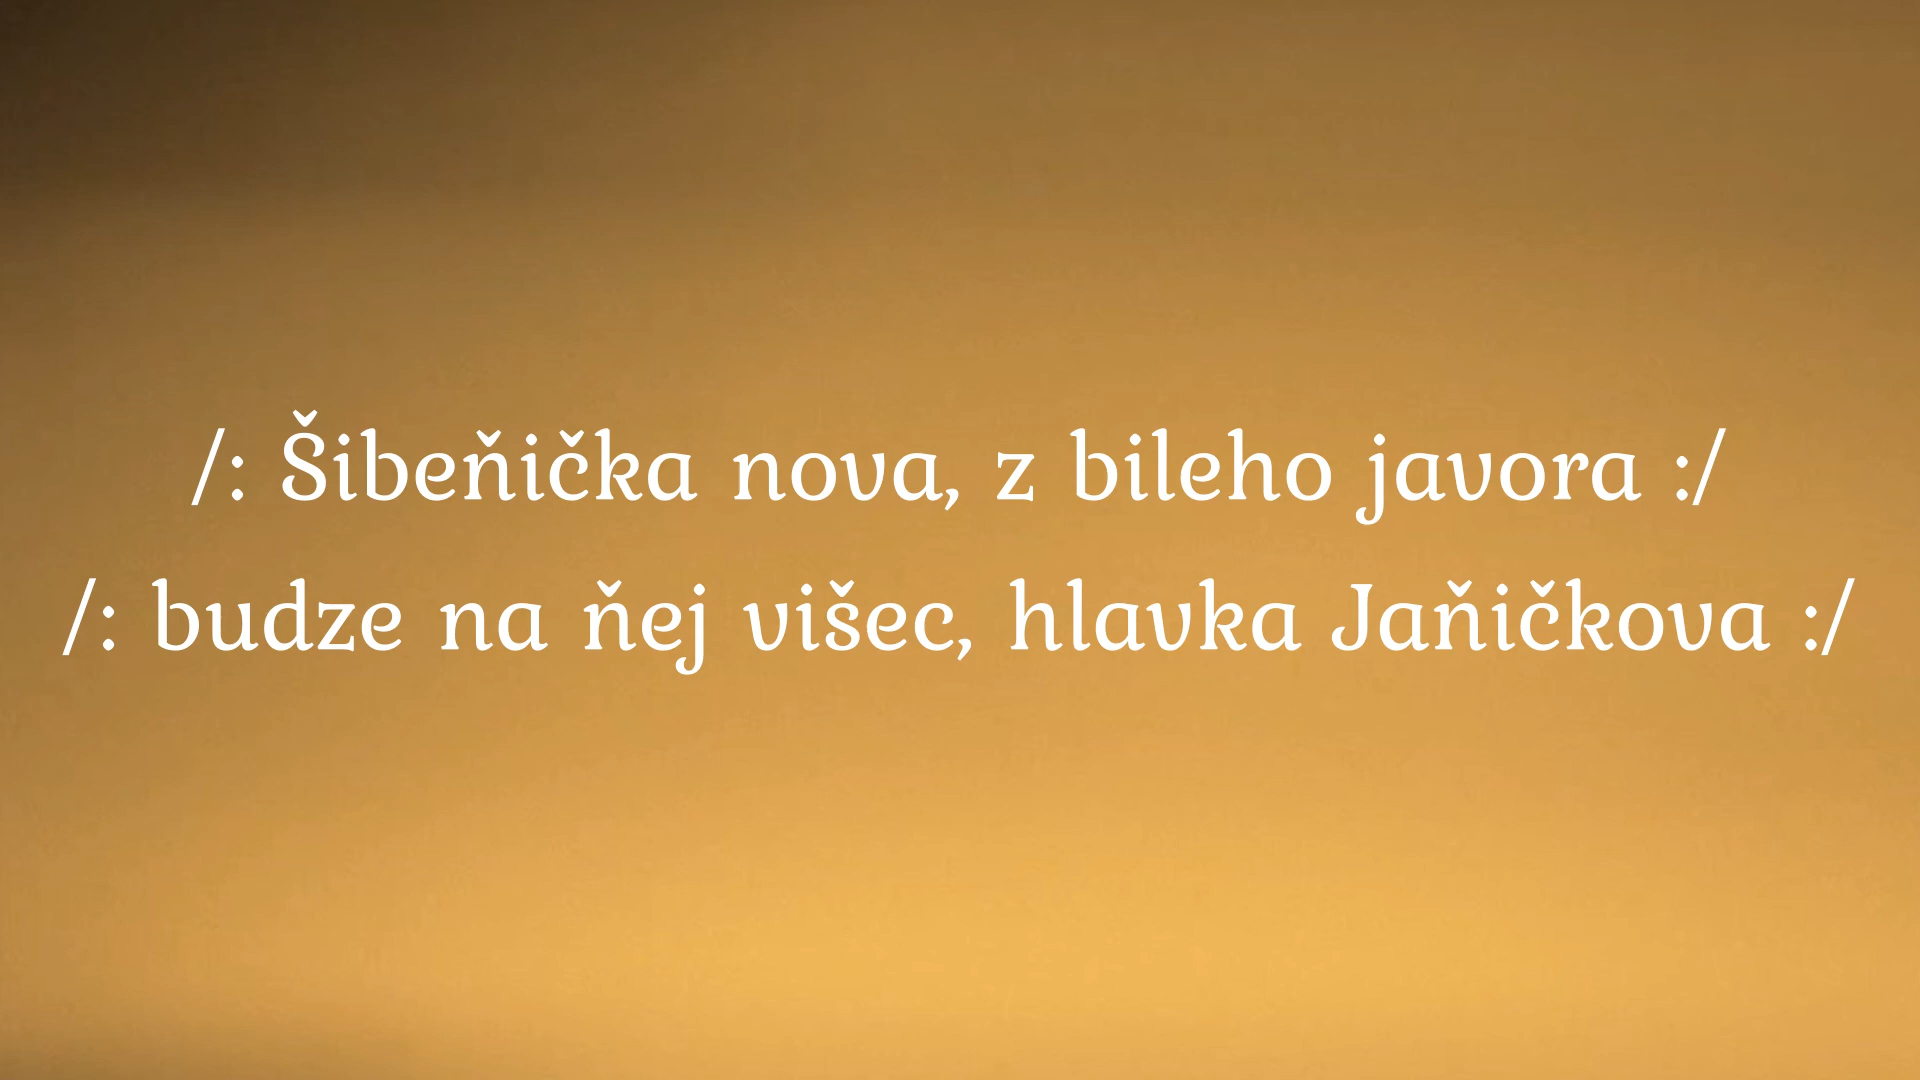 /: Šibeňička nova, z bileho javora :/
/: budze na ňej višec, hlavka Jaňičkova :/